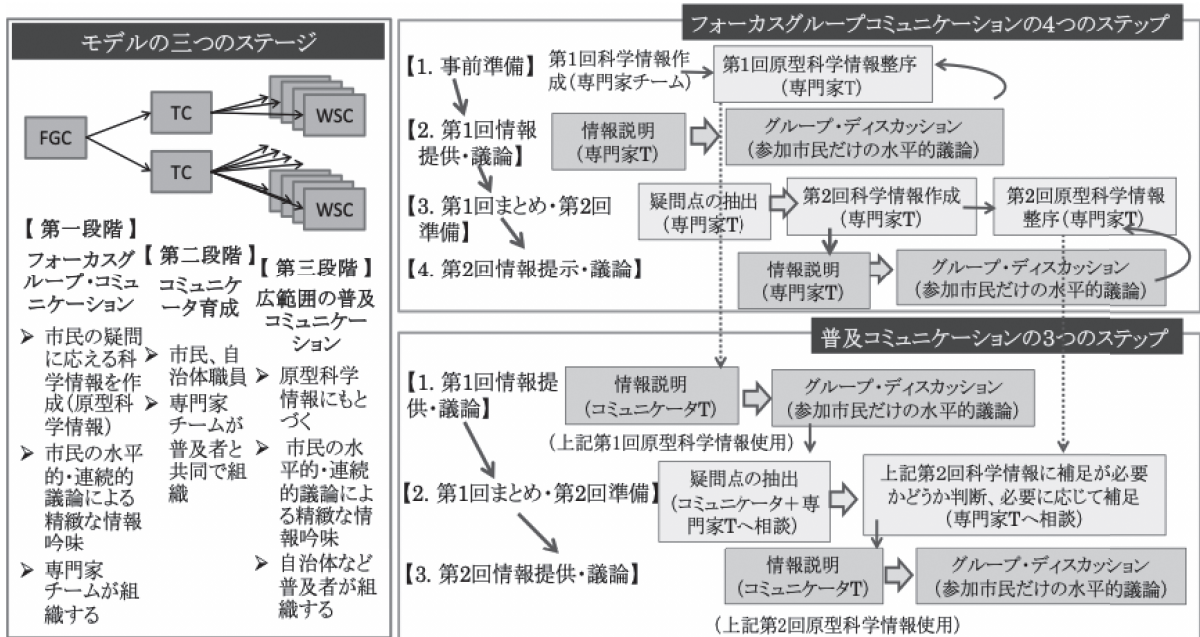 モデルの三つのステージ
FGC
TC
TC
WSC
WSC
【 第一段階 】
フォーカスグ
ループ・コミュ
ニケーション
➢ 市民の疑問
に応える科
学情報を作
成(原型科
学情報)
➢ 市民の水平
的・連続的
議論による
精緻な情報
吟味
➢ 専門家
チームが組
織する
【 第二段階 】
コミュニケ
ータ育成
➢ 市民、自
治体職員
➢ 専門家
チームが
普及者と
共同で組
織
【 第三段階 】
広範囲の普及
コミュニケー
ション
➢ 原型科学
情報にもと
づく
➢ 市民の水
平的・連続
的議論によ
る精緻な情
報吟味
➢ 自治体など
普及者が組
織する
フォーカスグループコミュニケーションの4つのステップ
【1. 事前準備】
第1回科学情報作
成(専門家チーム)
第1回原型科学情報整序
(専門家T)
【2. 第1回情報
提供・議論】
情報説明
(専門家T)
グループ・ディスカッション
(参加市民だけの水平的議論)
【3. 第1回まとめ・第2回
準備】
疑問点の抽出
(専門家T)
第2回科学情報作成
(専門家T)
第2回原型科学情報
整序(専門家T)
【4. 第2回情報提示・議論】
情報説明
(専門家T)
グループ・ディスカッション
(参加市民だけの水平的議論)
普及コミュニケーションの3つのステップ
【1. 第1回情報提
供・議論】
情報説明
(コミュニケータT)
グループ・ディスカッション
(参加市民だけの水平的議論)
(上記第1回原型科学情報使用)
【2. 第1回まとめ・第2回準備】
疑問点の抽出
(コミュニケータ+専
門家Tへ相談)
上記第2回科学情報に補足が必要
かどうか判断、必要に応じて補足
(専門家Tへ相談)
【3. 第2回情報提供・議論】
情報説明
(コミュニケータT)
グループ・ディスカッション
(参加市民だけの水平的議論)
(上記第2回原型科学情報使用)